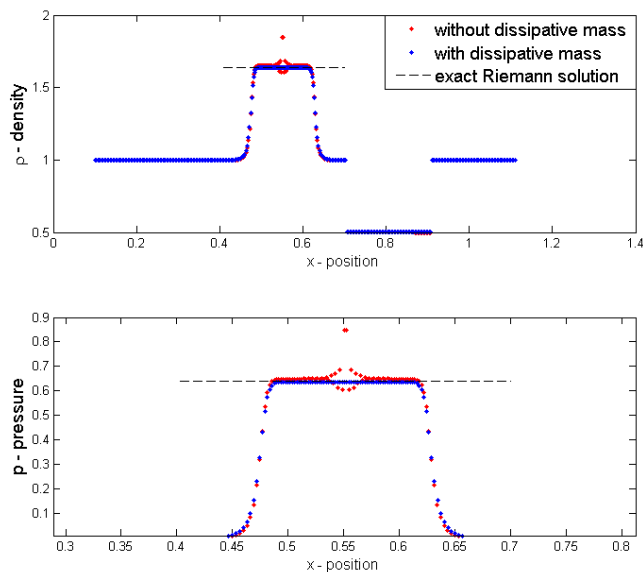 2
without dissipative mass
with dissipative mass
exact Riemann solution
1.5
ρ - density
1
0.5
0 0.2 0.4 0.6 0.8 1 1.2 1.4
x - position
0.9
0.8
0.7
0.6
0.5
0.4
0.3
0.2
0.1
p - pressure
0.3 0.35 0.4 0.45 0.5 0.55 0.6 0.65 0.7 0.75 0.8
x - position